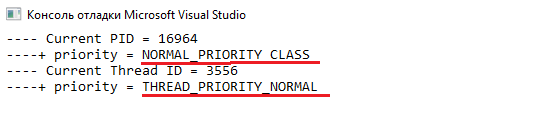 Консоль отладки Microsoft Visual Studio
---- Current PID = 16964
----+ priority = NORMAL_PRIORITY_CLASS
---- Current Thread ID = 3556
----+ priority = THREAD_PRIORITY_NORMAL